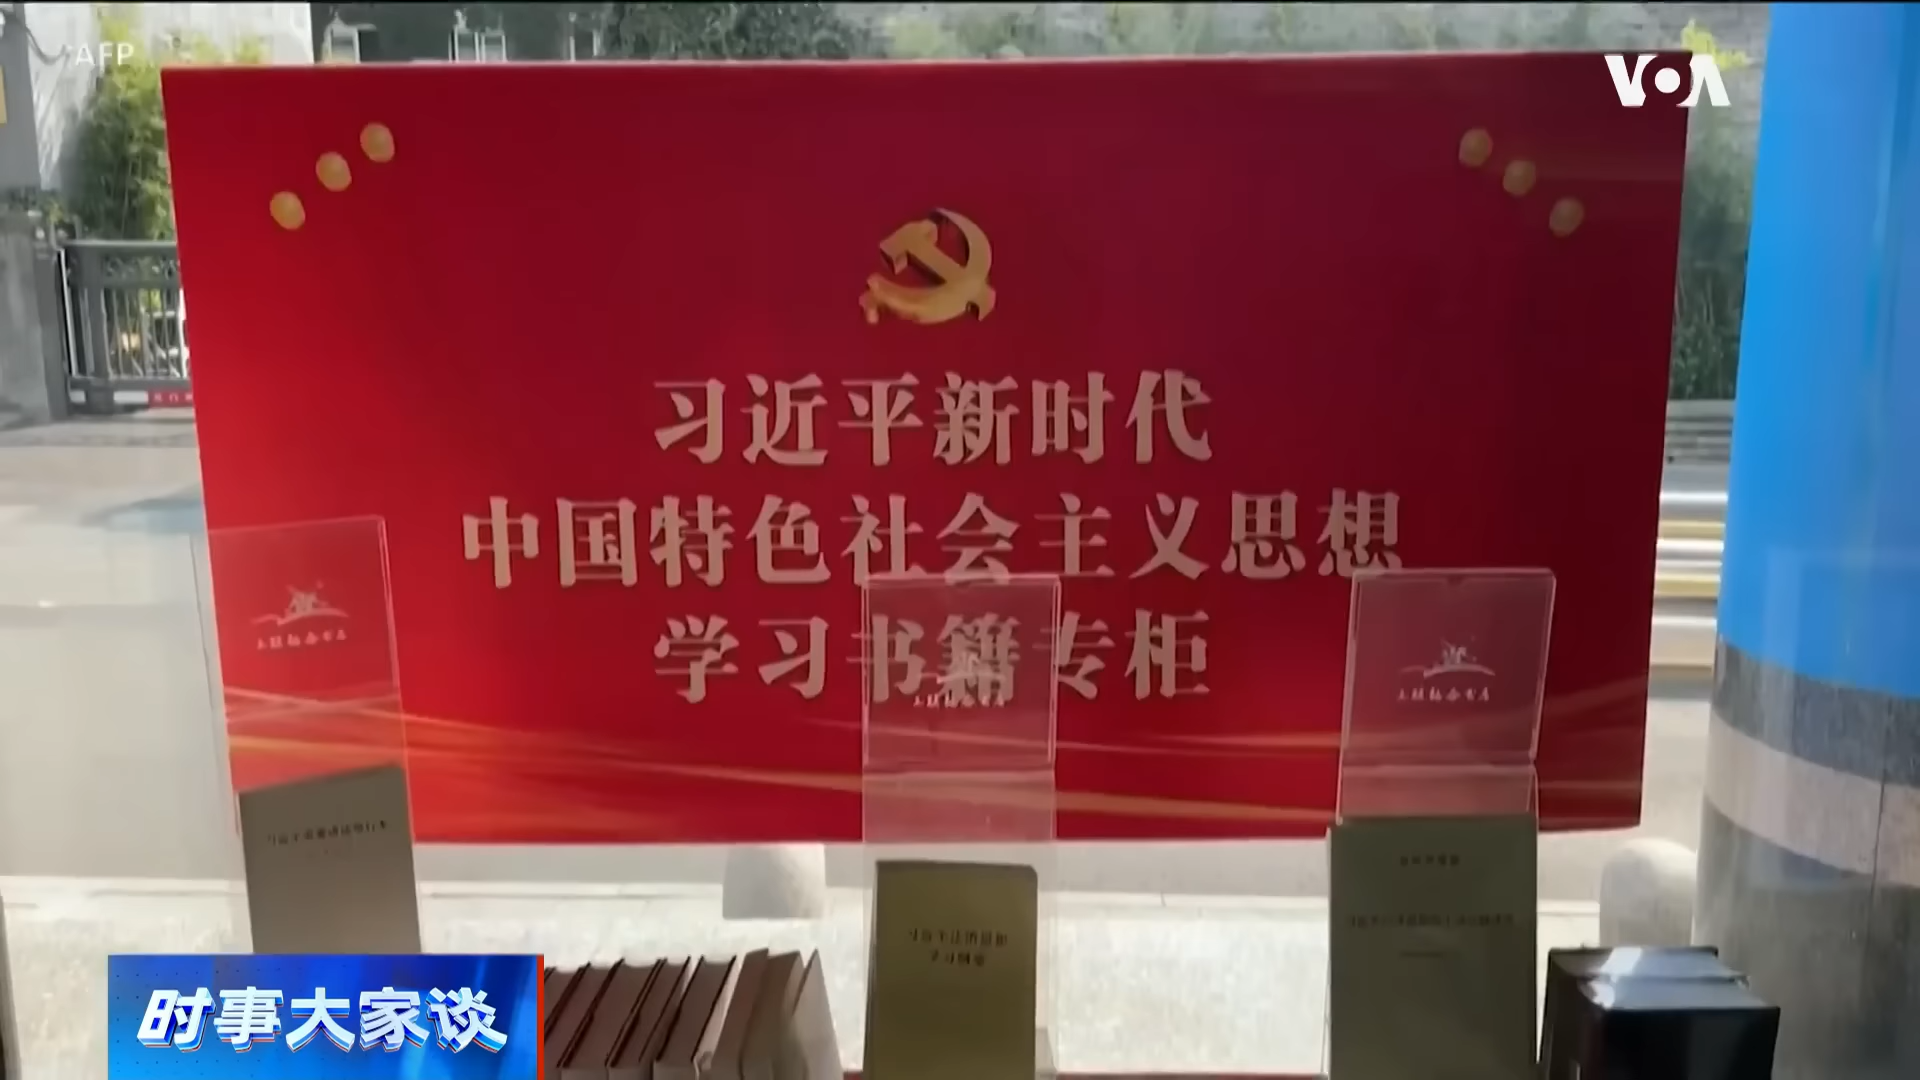 AFP
VOA
习近平新时代
中国特色社会主义思想
学习书籍专柜
时事大家谈